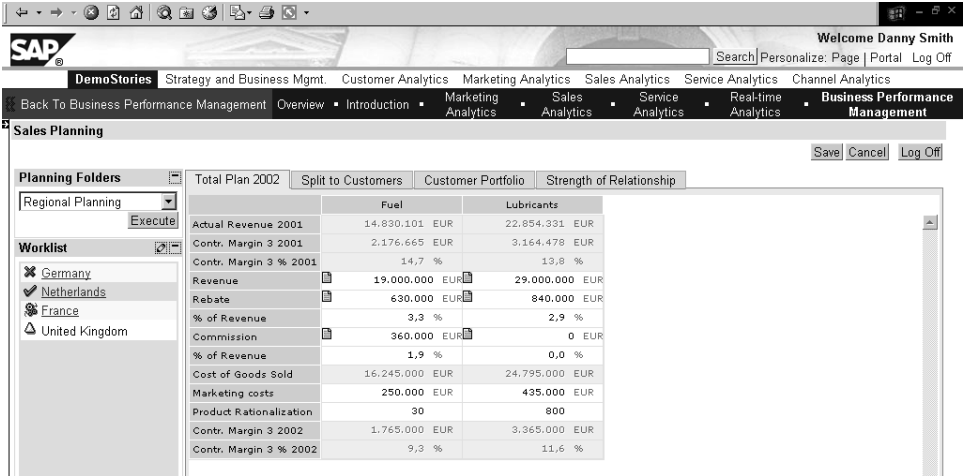 Welcome Danny Smith
SAP®
Search Personalize: Page | Portal Log Off
DemoStories Strategy and Business Mgmt. Customer Analytics Marketing Analytics Sales Analytics Service Analytics Channel Analytics
Back To Business Performance Management Overview Introduction Marketing Analytics Sales Analytics Service Analytics Real-time Analytics Business Performance Management
Sales Planning
Save Cancel Log Off
Planning Folders
Regional Planning
Execute
Worklist
Germany
Netherlands
France
United Kingdom
Total Plan 2002 Split to Customers Customer Portfolio Strength of Relationship
Fuel Lubricants
Actual Revenue 2001 14.830.101 EUR 22.854.331 EUR
Contr. Margin 3 2001 2.176.665 EUR 3.164.478 EUR
Contr. Margin 3 % 2001 14,7 % 13,8 %
Revenue 19.000.000 EUR 29.000.000 EUR
Rebate 630.000 EUR 840.000 EUR
% of Revenue 3,3 % 2,9 %
Commission 360.000 EUR 0 EUR
% of Revenue 1,9 % 0,0 %
Cost of Goods Sold 16.245.000 EUR 24.795.000 EUR
Marketing costs 250.000 EUR 435.000 EUR
Product Rationalization 30 800
Contr. Margin 3 2002 1.765.000 EUR 3.365.000 EUR
Contr. Margin 3 % 2002 9,3 % 11,6 %